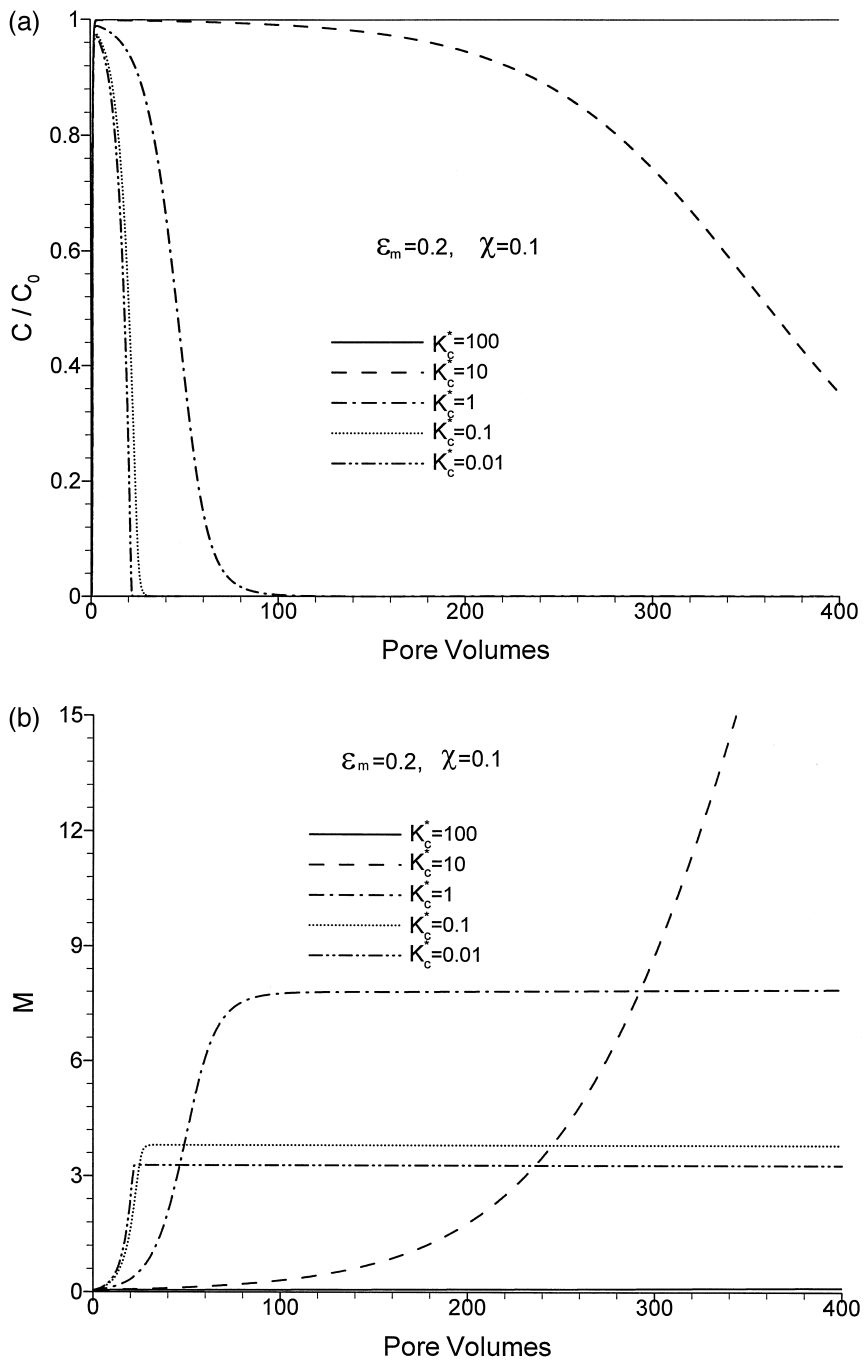 (a)
1
0.8
0.6
0.4
0.2
0
C / C₀
εₘ=0.2, χ=0.1
K*c=100
K*c=10
K*c=1
K*c=0.1
K*c=0.01
0 100 200 300 400
Pore Volumes
(b)
15
12
9
6
3
0
M
εₘ=0.2, χ=0.1
K*c=100
K*c=10
K*c=1
K*c=0.1
K*c=0.01
0 100 200 300 400
Pore Volumes